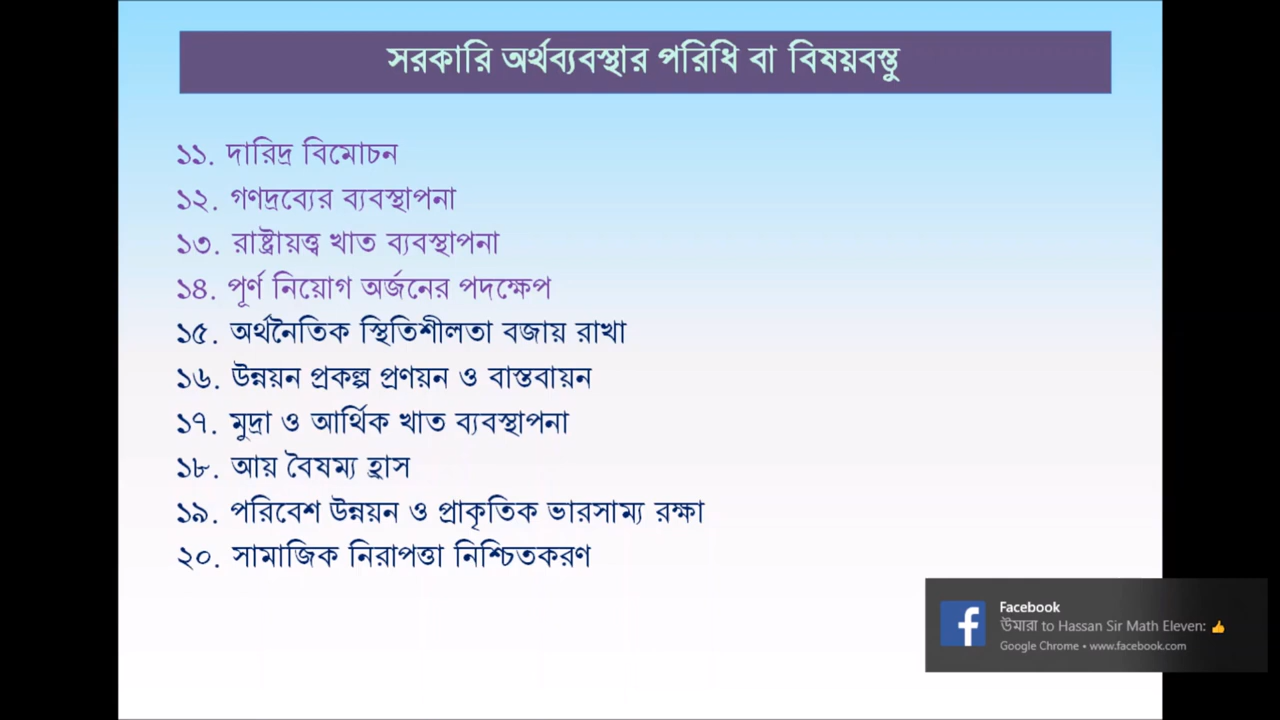 সরকারি অর্থব্যবস্থার পরিধি বা বিষয়বস্তু
১১. দারিদ্র বিমোচন
১২. গণদ্রব্যের ব্যবস্থাপনা
১৩. রাষ্ট্রায়ত্ত্ব খাত ব্যবস্থাপনা
১৪. পূর্ণ নিয়োগ অর্জনের পদক্ষেপ
১৫. অর্থনৈতিক স্থিতিশীলতা বজায় রাখা
১৬. উন্নয়ন প্রকল্প প্রণয়ন ও বাস্তবায়ন
১৭. মুদ্রা ও আর্থিক খাত ব্যবস্থাপনা
১৮. আয় বৈষম্য হ্রাস
১৯. পরিবেশ উন্নয়ন ও প্রাকৃতিক ভারসাম্য রক্ষা
২০. সামাজিক নিরাপত্তা নিশ্চিতকরণ
Facebook
উমারা to Hassan Sir Math Eleven: 👍
Google Chrome • www.facebook.com